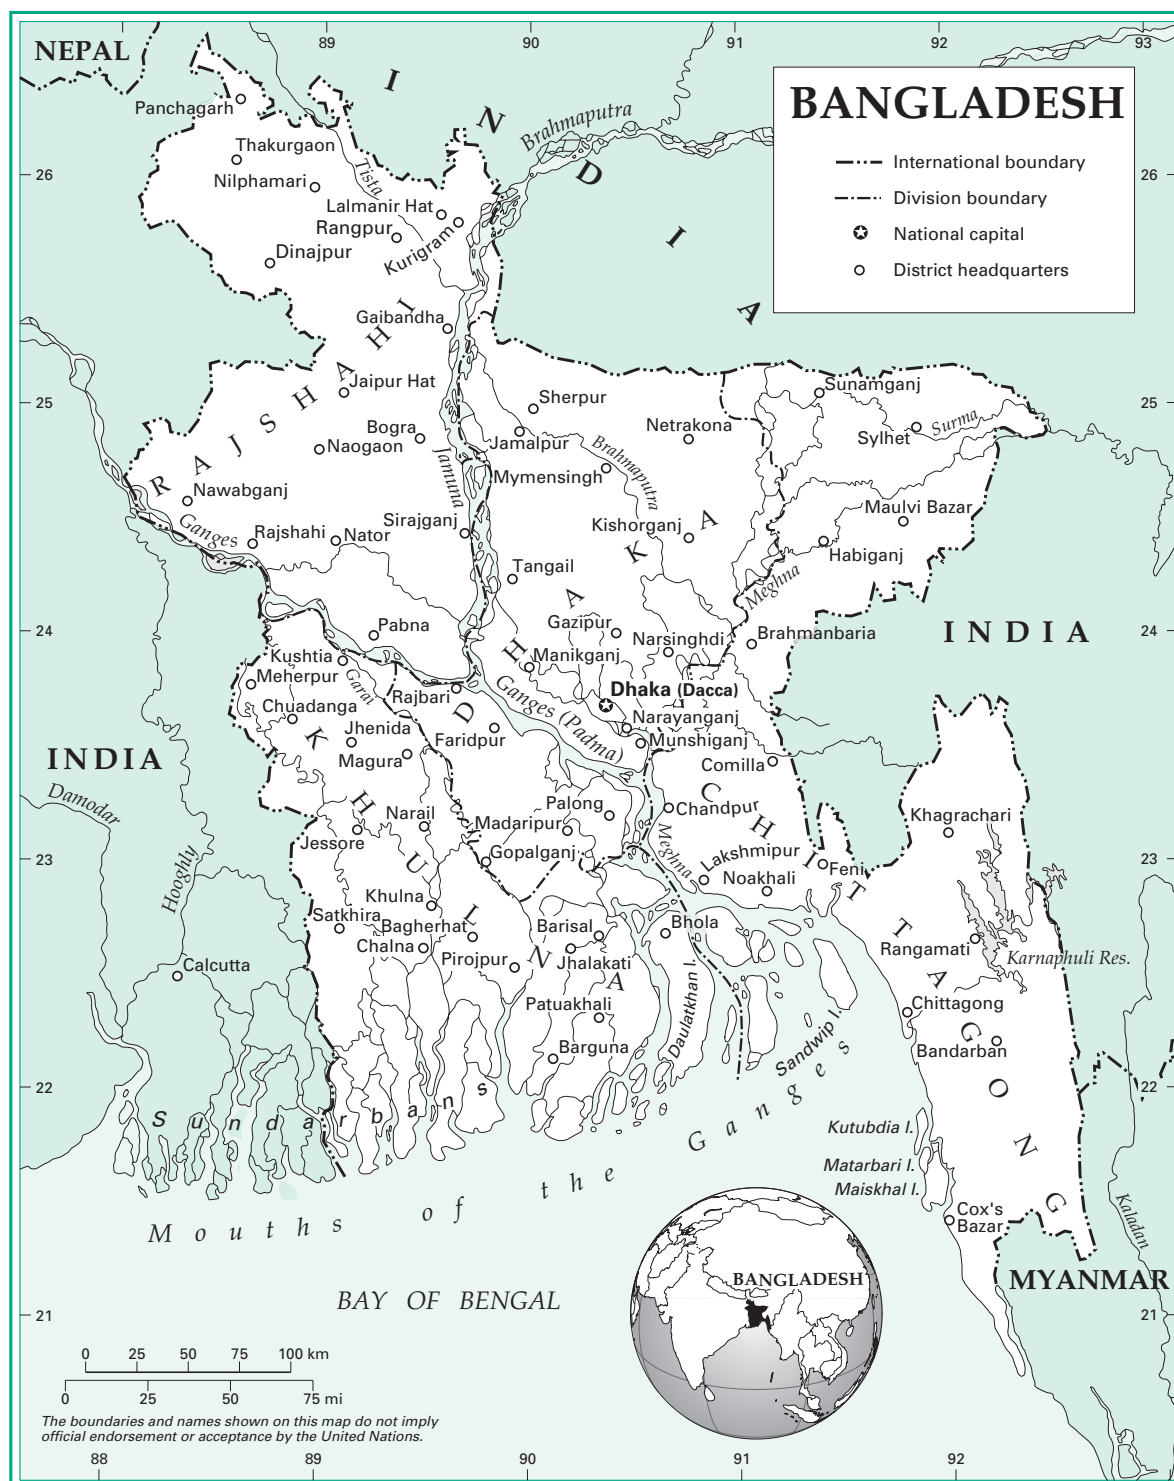 89
90
91
92
93
NEPAL
INDIA
BANGLADESH
International boundary
Division boundary
National capital
District headquarters
Brahmaputra
Panchagarh
Thakurgaon
Nilphamari
Tista
26
26
Lalmanir Hat
Rangpur
Kurigram
Dinajpur
Gaibandha
RAJSHAHI
Jaipur Hat
Sherpur
Sunamganj
25
25
Bogra
Naogaon
Jamalpur
Netrakona
Sylhet
Surma
Brahmaputra
Jamuna
Mymensingh
Nawabganj
Maulvi Bazar
Ganges
Rajshahi
Nator
Sirajganj
Kishorganj
Habiganj
DHAKA
Tangail
Meghna
Gazipur
24
24
Pabna
Narsinghdi
Brahmanbaria
INDIA
Kushtia
Manikganj
Meherpur
Garai
Rajbari
Ganges (Padma)
Dhaka (Dacca)
Chuadanga
Narayanganj
Jhenida
Faridpur
Munshiganj
Magura
Comilla
INDIA
KHULNA
Damodar
Hooghly
Palong
Chandpur
CHITTAGONG
Narail
Madaripur
Khagrachari
Jessore
Gopalganj
Meghna
Lakshmipur
Feni
23
23
Noakhali
Khulna
Satkhira
Bagherhat
Barisal
Bhola
Chalna
Pirojpur
Jhalakati
Rangamati
Karnaphuli Res.
Calcutta
Daulatkhan I.
Patuakhali
Chittagong
Sandwip I.
Barguna
Bandarban
22
22
Sundarbans
Kutubdia I.
Matarbari I.
Maiskhal I.
Cox's
Bazar
Kaladan
Mouths of the Ganges
MYANMAR
BANGLADESH
BAY OF BENGAL
21
21
0 25 50 75 100 km
0 25 50 75 mi
The boundaries and names shown on this map do not imply
official endorsement or acceptance by the United Nations.
88
89
90
91
92